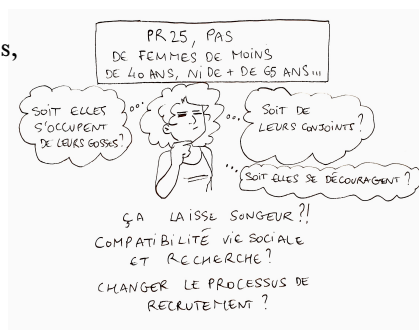 s,
PR25, PAS
DE FEMMES DE MOINS
DE 40 ANS, NI DE + DE 65 ANS...
SOIT ELLES
S'OCCUPENT
DE LEURS GOSSES?
SOIT DE
LEURS CONJOINTS?
SOIT ELLES SE DÉCOURAGENT?
ÇA LAISSE SONGEUR?!
COMPATIBILITÉ VIE SOCIALE
ET RECHERCHE?
CHANGER LE PROCESSUS DE
RECRUTEMENT?